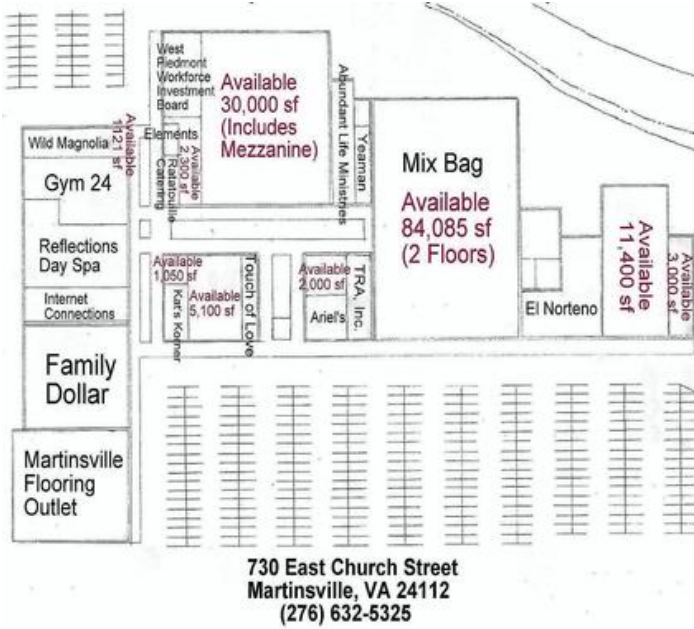 West
Piedmont
Workforce
Investment
Board
Available
30,000 sf
(Includes
Mezzanine)
Abundant Life Ministries
Yeaman
Wild Magnolia
Available
1121 sf
Elements
Ratatouille
Catering
Available
2,300 sf
Gym 24
Reflections
Day Spa
Internet
Connections
Family
Dollar
Martinsville
Flooring
Outlet
Available
1,050 sf
Kat's Korner
Available
5,100 sf
Touch of Love
Available
2,000 sf
Ariel's
TRA, Inc.
Mix Bag
Available
84,085 sf
(2 Floors)
El Norteno
Available
11,400 sf
Available
3,000 sf
730 East Church Street
Martinsville, VA 24112
(276) 632-5325